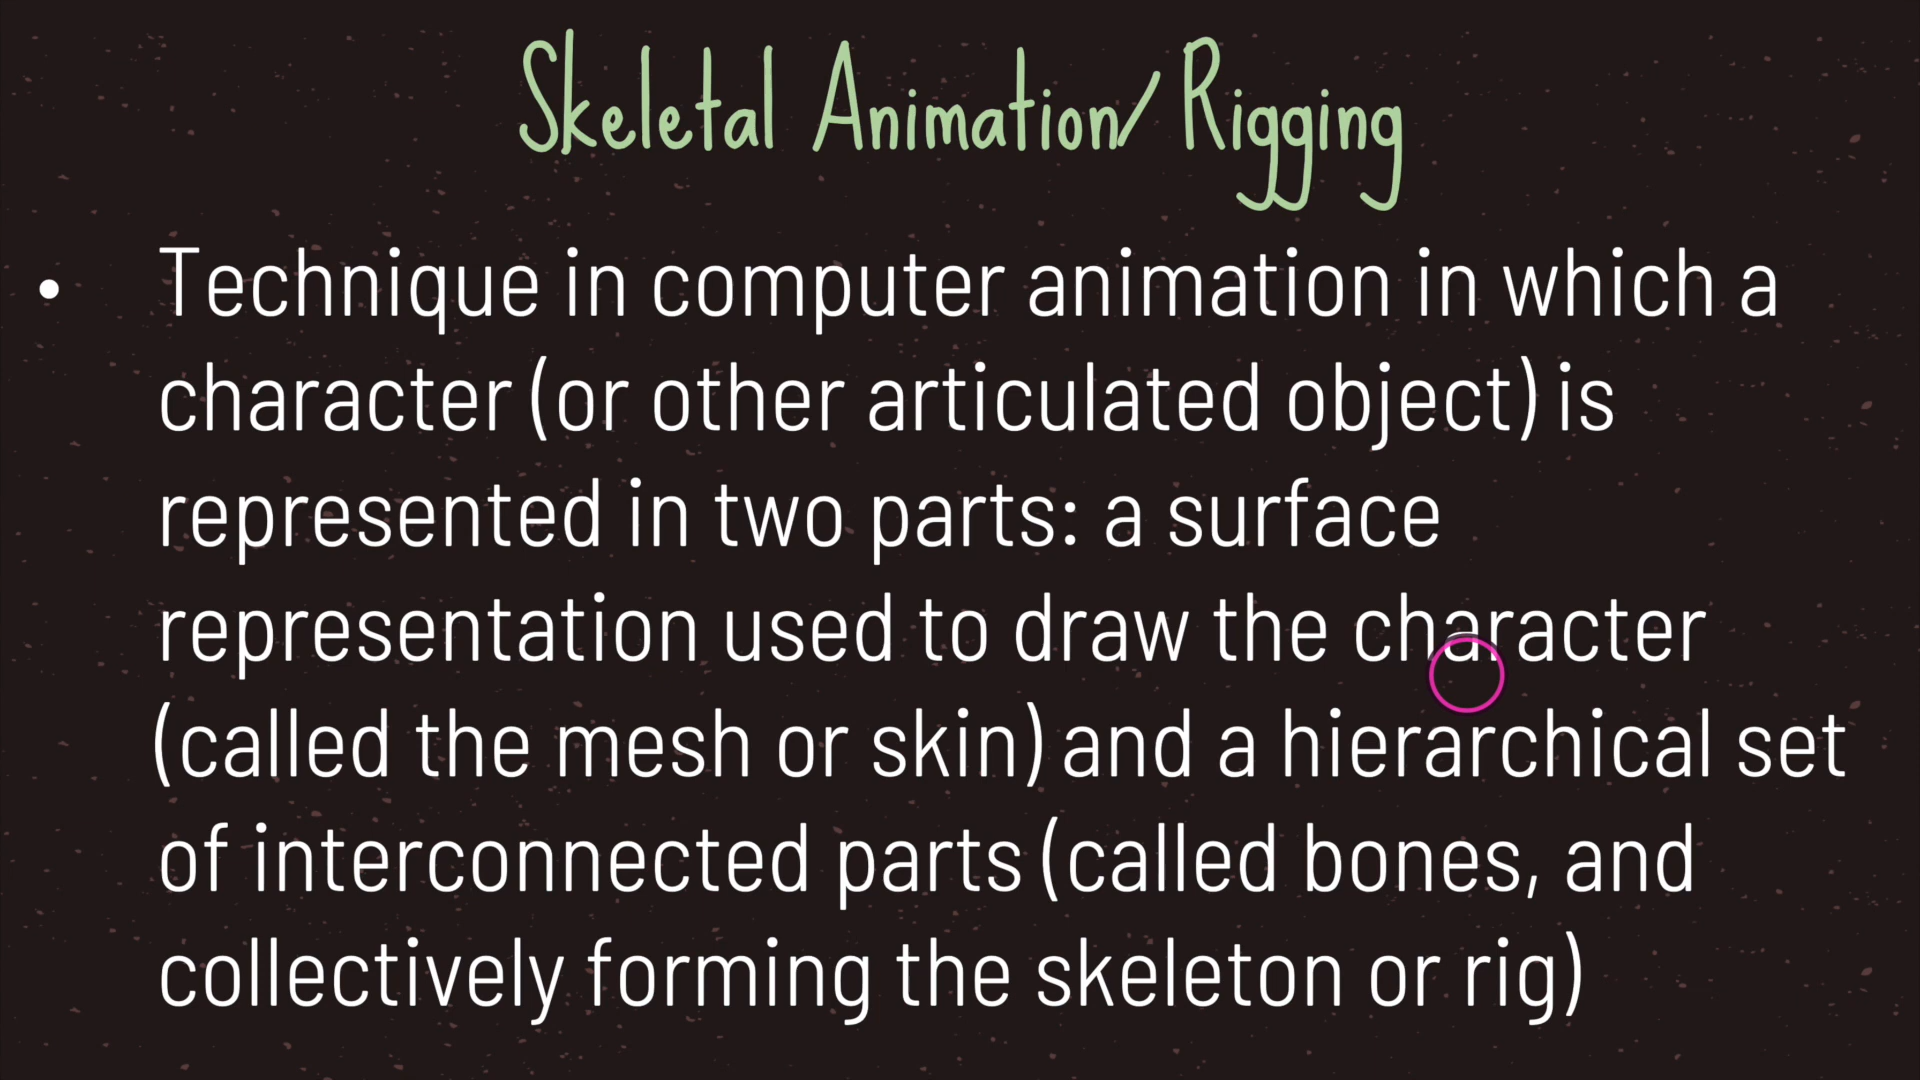 Skeletal Animation/Rigging
• Technique in computer animation in which a
character (or other articulated object) is
represented in two parts: a surface
representation used to draw the character
(called the mesh or skin) and a hierarchical set
of interconnected parts (called bones, and
collectively forming the skeleton or rig)